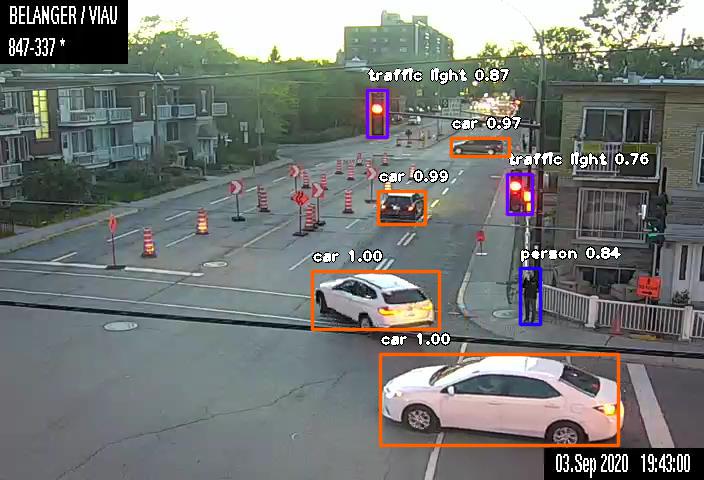 BELANGER / VIAU
847-337 *
traffic light 0.87
car 0.97
traffic light 0.76
car 0.99
person 0.84
car 1.00
car 1.00
03.Sep 2020 19:43:00